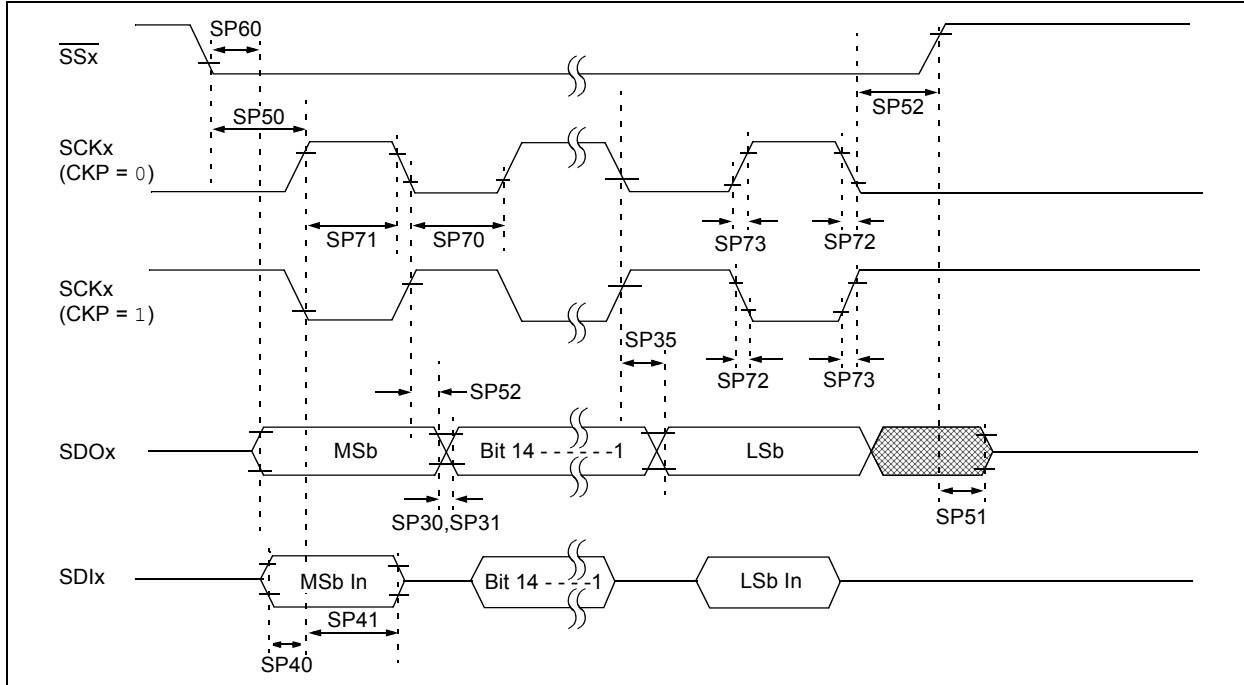 SP60
SSx
SP50
SP52
SCKx
(CKP = 0)
SP71
SP70
SP73
SP72
SCKx
(CKP = 1)
SP35
SP72
SP73
SP52
SDOx
MSb
Bit 14 - - - - - -1
LSb
SP30,SP31
SP51
SDIx
MSb In
Bit 14 - - - -1
LSb In
SP41
SP40